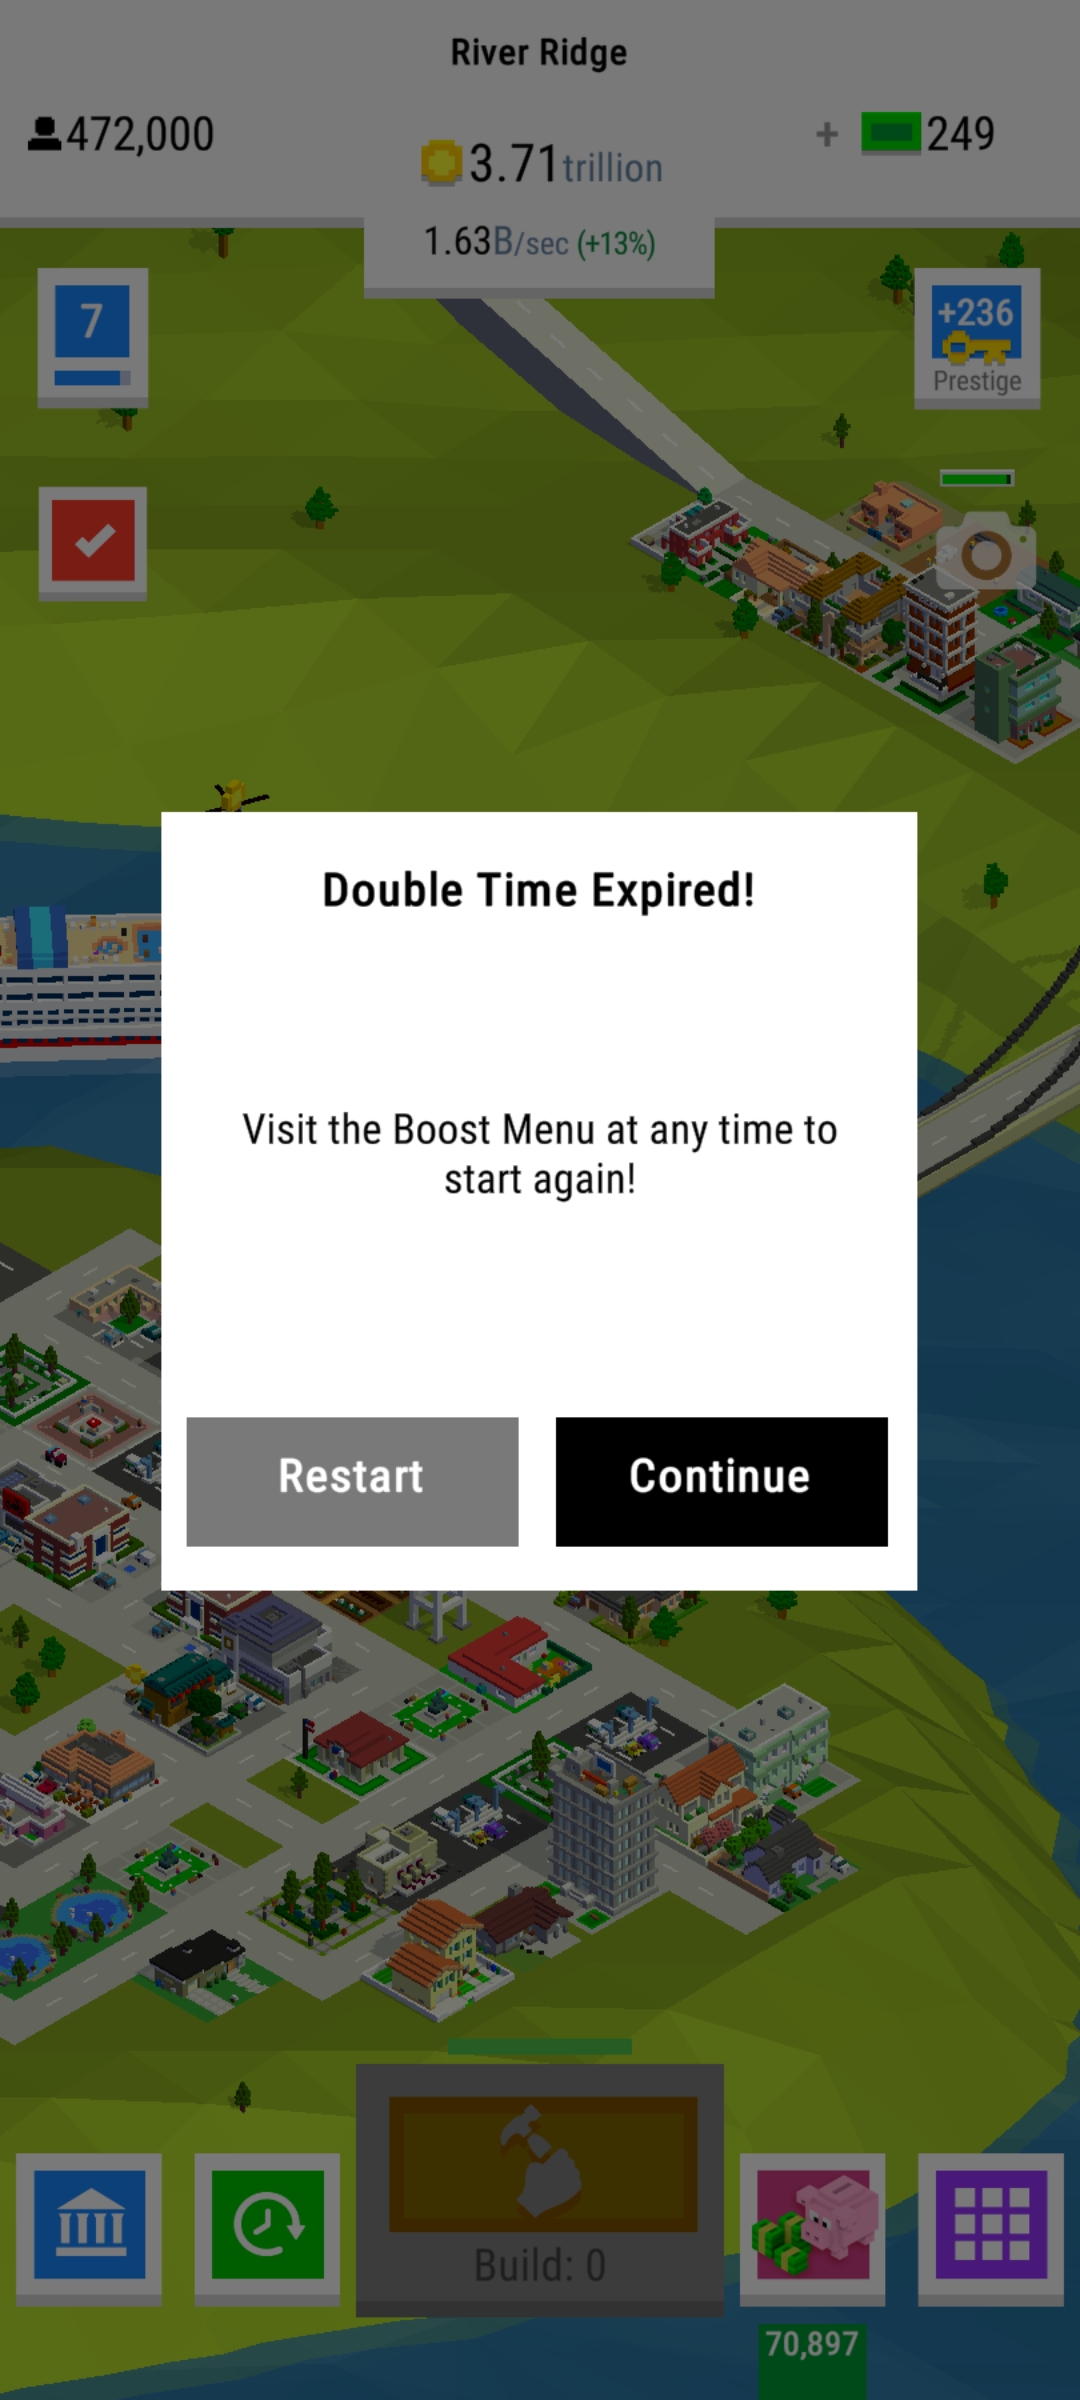 River Ridge
472,000
3.71 trillion
+ 249
1.63B/sec (+13%)
7
+236
Prestige
Double Time Expired!
Visit the Boost Menu at any time to
start again!
Restart
Continue
Build: 0
70,897